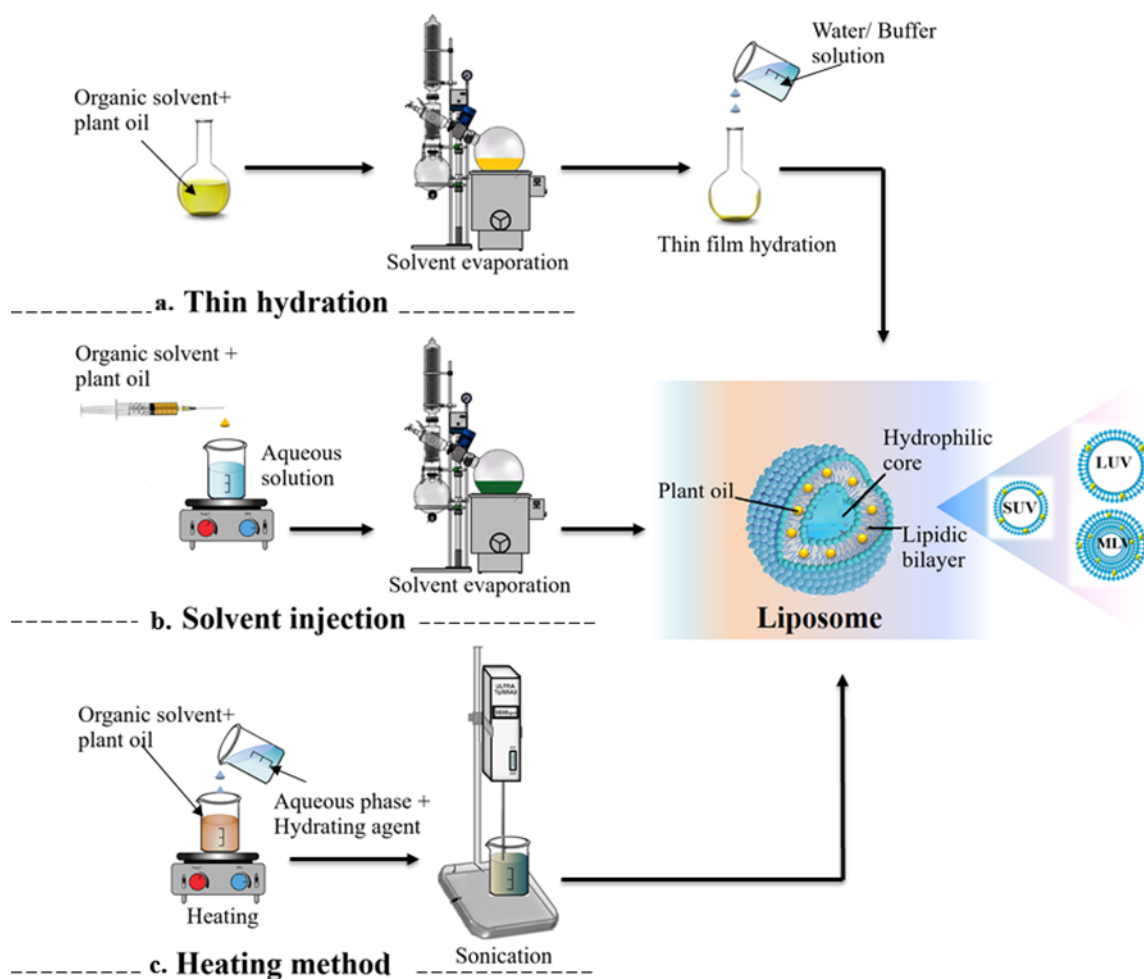 Water/ Buffer
solution
Organic solvent+
plant oil
Thin film hydration
Solvent evaporation
a. Thin hydration
Organic solvent +
plant oil
Aqueous
solution
Solvent evaporation
b. Solvent injection
Hydrophilic
core
Plant oil
Lipidic
bilayer
Liposome
SUV
LUV
MLV
ULTRA
TURRAX
Organic solvent+
plant oil
Aqueous phase +
Hydrating agent
Heating
Sonication
c. Heating method